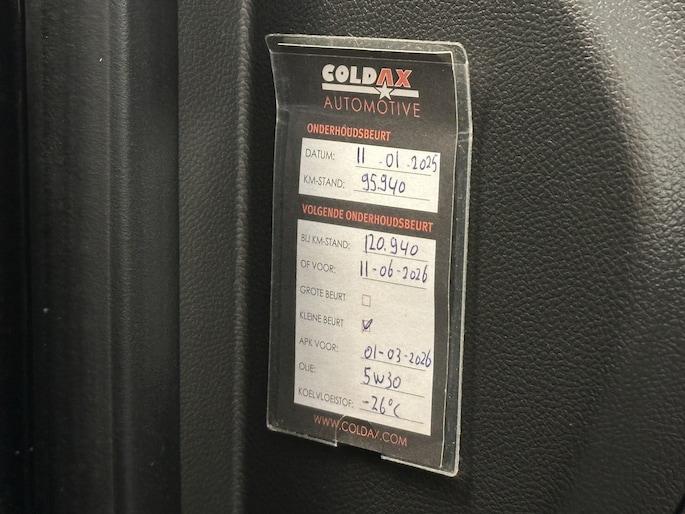 COLDAX
AUTOMOTIVE
ONDERHOUDSBEURT
DATUM: 11-01-2025
KM-STAND: 95.940
VOLGENDE ONDERHOUDSBEURT
BIJ KM-STAND: 120.940
OF VOOR: 11-06-2026
GROTE BEURT
KLEINE BEURT
APK VOOR: 01-03-2026
OLIE: 5W30
KOELVLOEISTOF: -26°C
WWW.COLDAX.COM